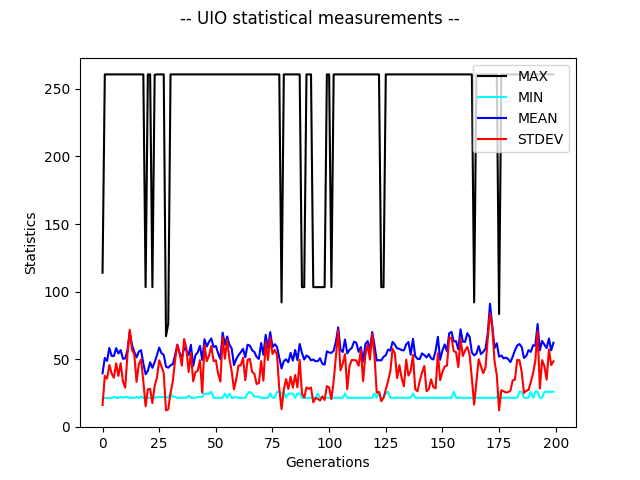 -- UIO statistical measurements --
MAX
MIN
MEAN
STDEV
Statistics
250
200
150
100
50
0
0 25 50 75 100 125 150 175 200
Generations